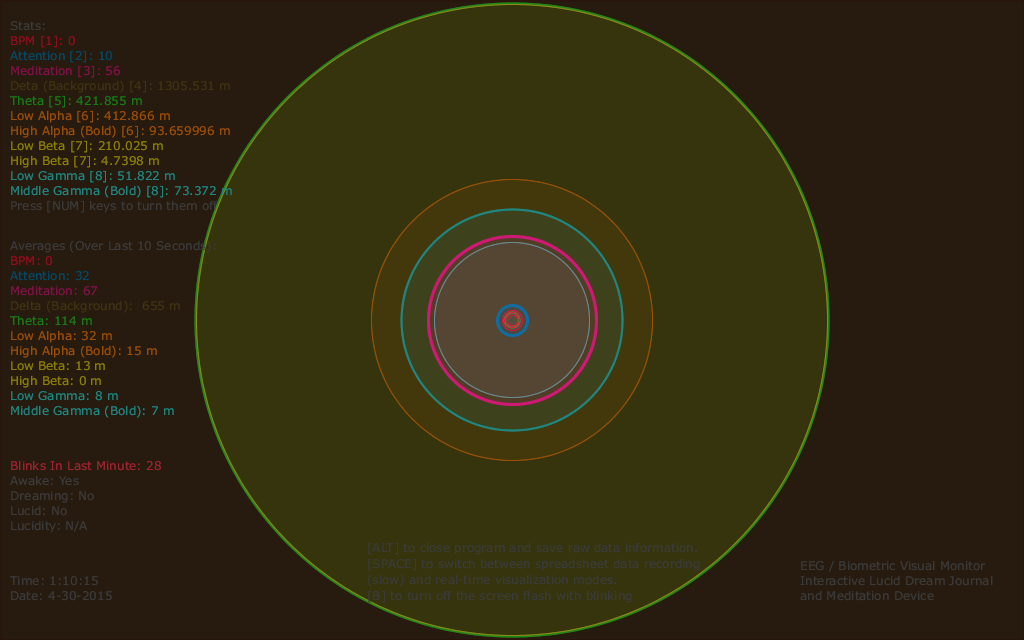 Stats:
BPM [1]: 0
Attention [2]: 10
Meditation [3]: 56
Deta (Background) [4]: 1305.531 m
Theta [5]: 421.855 m
Low Alpha [6]: 412.866 m
High Alpha (Bold) [6]: 93.659996 m
Low Beta [7]: 210.025 m
High Beta [7]: 4.7398 m
Low Gamma [8]: 51.822 m
Middle Gamma (Bold) [8]: 73.372 m
Press [NUM] keys to turn them off
Averages (Over Last 10 Seconds):
BPM: 0
Attention: 32
Meditation: 67
Delta (Background): 655 m
Theta: 114 m
Low Alpha: 32 m
High Alpha (Bold): 15 m
Low Beta: 13 m
High Beta: 0 m
Low Gamma: 8 m
Middle Gamma (Bold): 7 m
Blinks In Last Minute: 28
Awake: Yes
Dreaming: No
Lucid: No
Lucidity: N/A
Time: 1:10:15
Date: 4-30-2015
[ALT] to close program and save raw data information.
[SPACE] to switch between spreadsheet data recording
(slow) and real-time visualization modes.
[B] to turn off the screen flash with blinking
EEG / Biometric Visual Monitor
Interactive Lucid Dream Journal
and Meditation Device